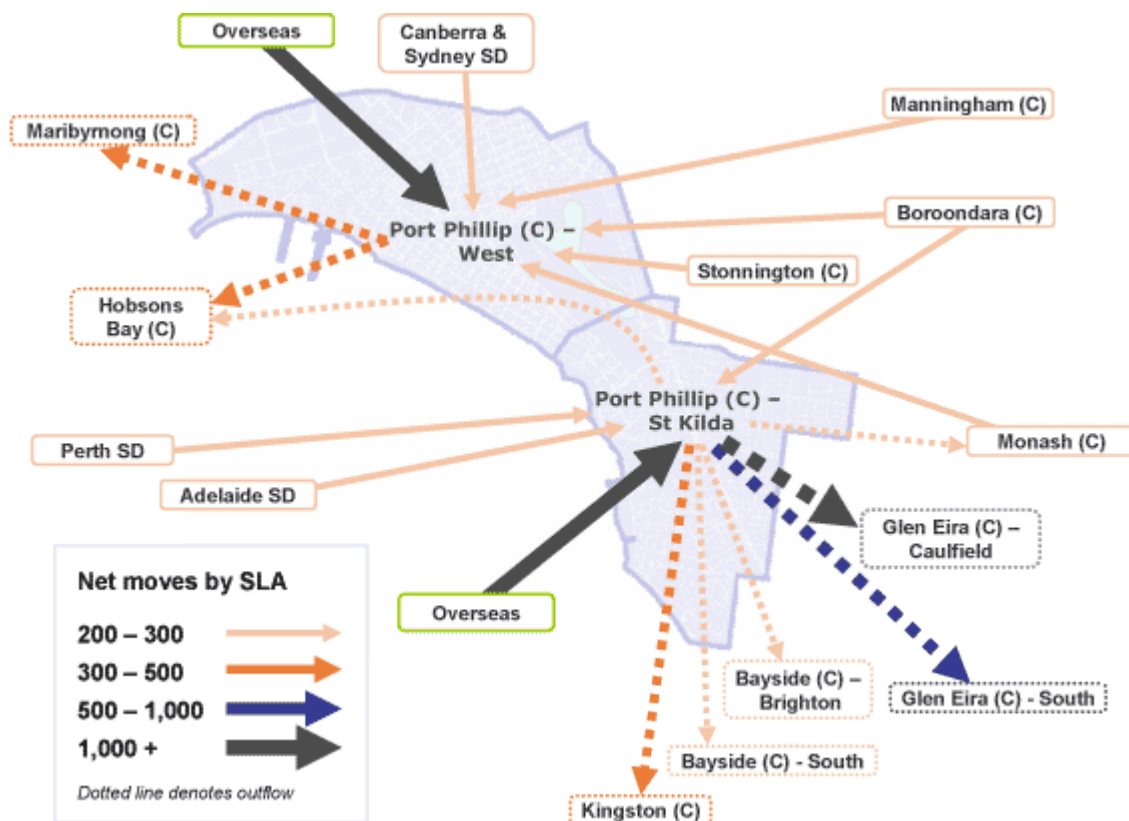 Overseas
Canberra &
Sydney SD
Manningham (C)
Maribymong (C)
Boroondara (C)
Port Phillip (C) –
West
Stonnington (C)
Hobsons
Bay (C)
Port Phillip (C) –
St Kilda
Perth SD
Monash (C)
Adelaide SD
Glen Eira (C) –
Caulfield
Overseas
Net moves by SLA
200 – 300
300 – 500
500 – 1,000
1,000 +
Dotted line denotes outflow
Bayside (C) –
Brighton
Glen Eira (C) - South
Bayside (C) - South
Kingston (C)